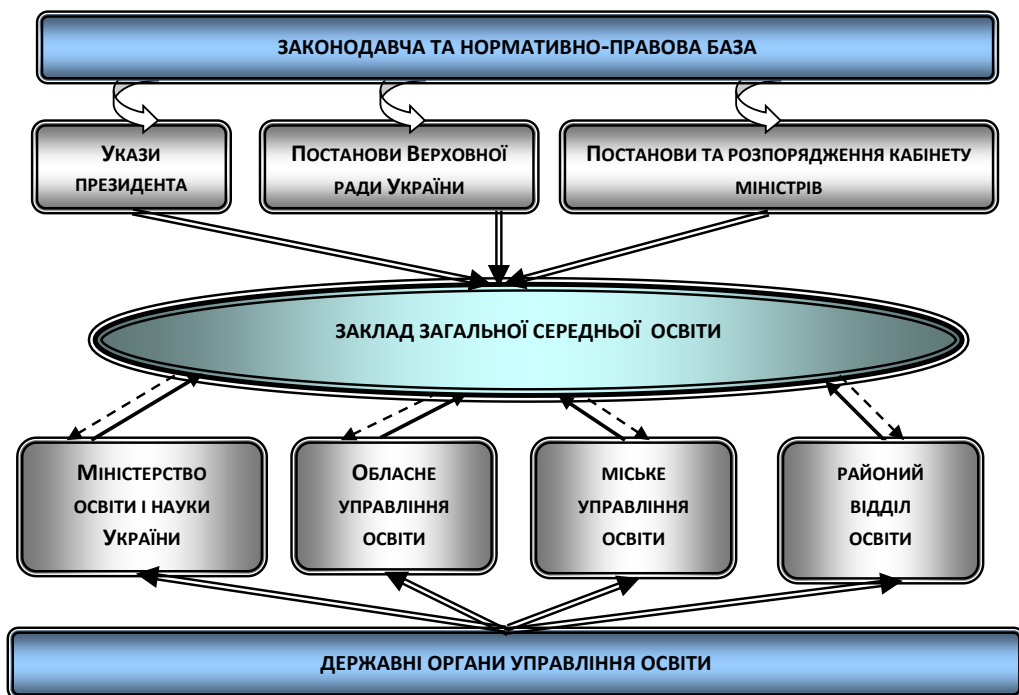 ЗАКОНОДАВЧА ТА НОРМАТИВНО-ПРАВОВА БАЗА
УКАЗИ
ПРЕЗИДЕНТА
ПОСТАНОВИ ВЕРХОВНОЇ
РАДИ УКРАЇНИ
ПОСТАНОВИ ТА РОЗПОРЯДЖЕННЯ КАБІНЕТУ
МІНІСТРІВ
ЗАКЛАД ЗАГАЛЬНОЇ СЕРЕДНЬОЇ ОСВІТИ
МІНІСТЕРСТВО
ОСВІТИ І НАУКИ
УКРАЇНИ
ОБЛАСНЕ
УПРАВЛІННЯ
ОСВІТИ
МІСЬКЕ
УПРАВЛІННЯ
ОСВІТИ
РАЙОНИЙ
ВІДДІЛ
ОСВІТИ
ДЕРЖАВНІ ОРГАНИ УПРАВЛІННЯ ОСВІТИ